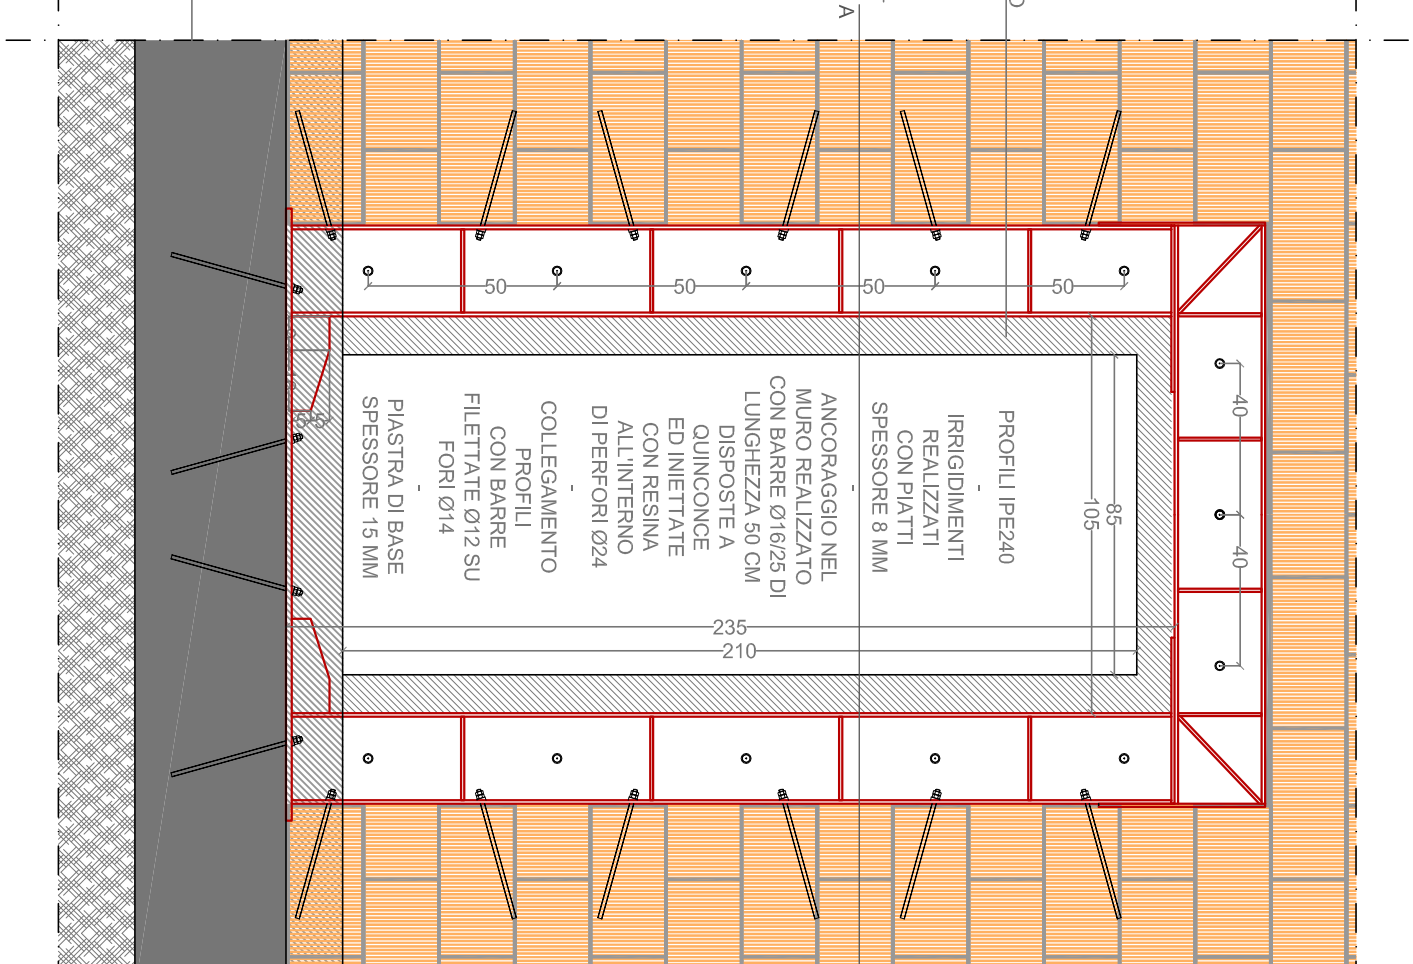 A
PROFILI IPE240
-
IRRIGIDIMENTI
REALIZZATI
CON PIATTI
SPESSORE 8 MM
-
ANCORAGGIO NEL
MURO REALIZZATO
CON BARRE Ø16/25 DI
LUNGHEZZA 50 CM
DISPOSTE A
QUINCONCE
ED INIETTATE
CON RESINA
ALL'INTERNO
DI PERFORI Ø24
-
COLLEGAMENTO
PROFILI
CON BARRE
FILETTATE Ø12 SU
FORI Ø14
-
PIASTRA DI BASE
SPESSORE 15 MM
50
50
50
50
40
40
85
105
235
210